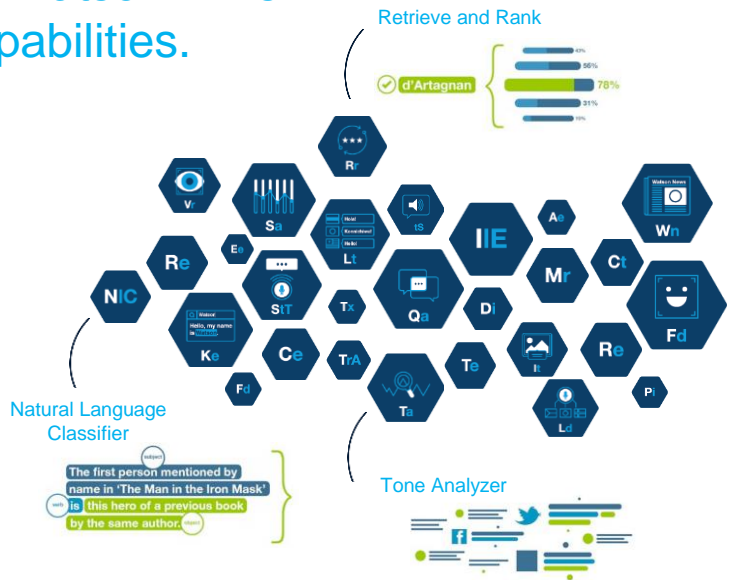 pabilities.
Retrieve and Rank
56%
d'Artagnan
78%
31%
Rr
Vr
Watson News
Sa
tS
Hola!
Hello!
Lt
IIE
Ae
Wn
Re
Ee
Mr
Ct
NIC
StT
Tx
Qa
Di
Fd
Hello, my name
is
Ke
Ce
TrA
Te
It
Re
Fd
Ta
Ld
Pi
Natural Language
Classifier
subject
The first person mentioned by
name in 'The Man in the Iron Mask'
verb is this hero of a previous book
by the same author. object
Tone Analyzer
f